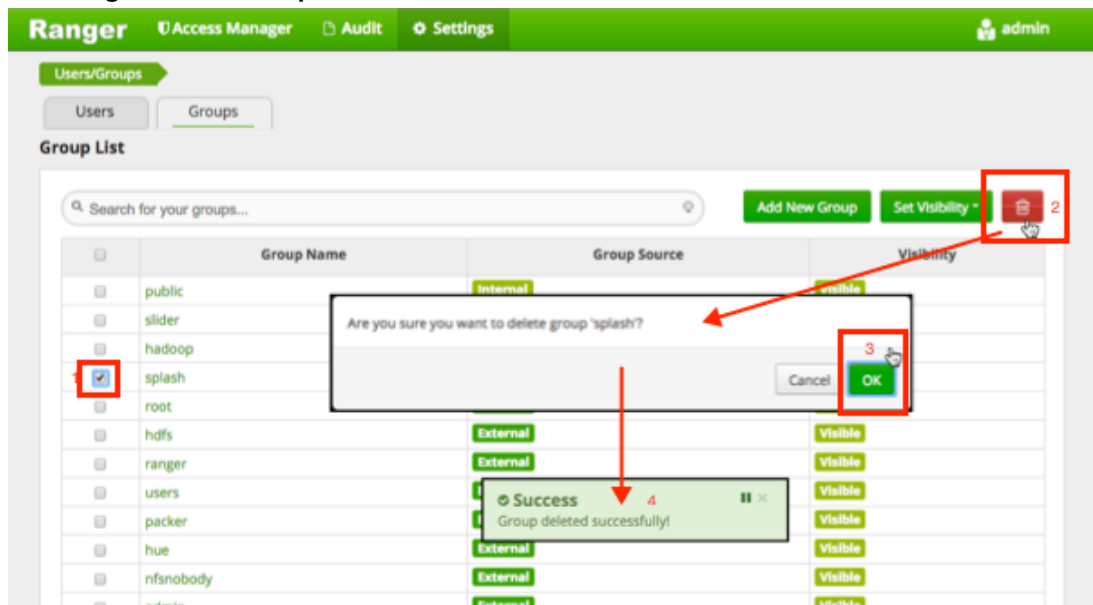 Ranger Access Manager Audit Settings admin
Users/Groups
Users Groups
Group List
Search for your groups... Add New Group Set Visibility 2
Group Name Group Source Visibility
public Internal Visible
slider
Are you sure you want to delete group 'splash'?
hadoop 3
1 splash Cancel OK
root
hdfs External Visible
ranger External Visible
users Visible
Success 4
packer Visible
Group deleted successfully!
hue External Visible
nfsnobody External Visible
External Visible